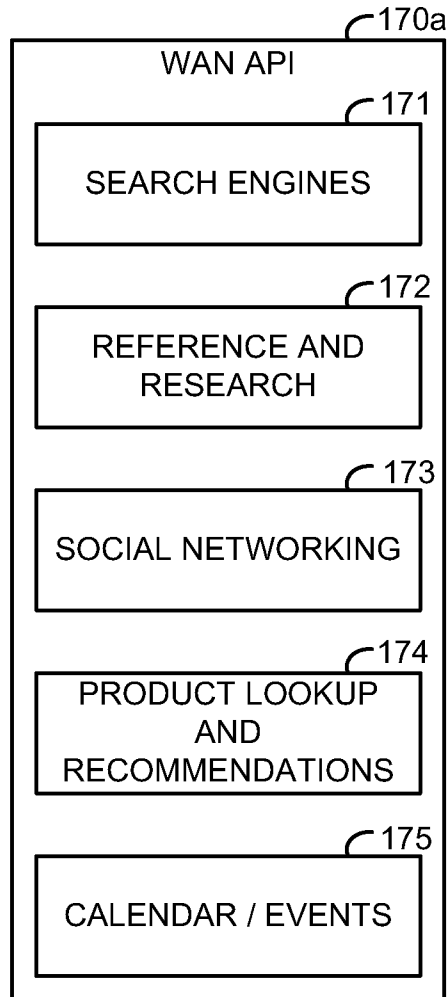 170a
WAN API
171
SEARCH ENGINES
172
REFERENCE AND
RESEARCH
173
SOCIAL NETWORKING
174
PRODUCT LOOKUP
AND
RECOMMENDATIONS
175
CALENDAR / EVENTS